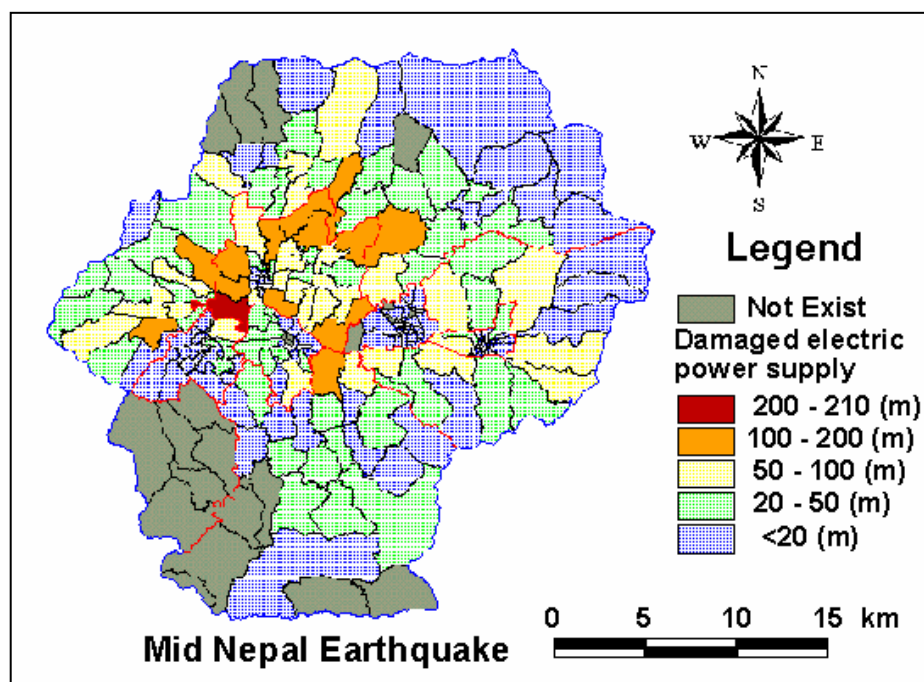 N
W E
S
Legend
Not Exist
Damaged electric
power supply
200 - 210 (m)
100 - 200 (m)
50 - 100 (m)
20 - 50 (m)
<20 (m)
0 5 10 15 km
Mid Nepal Earthquake